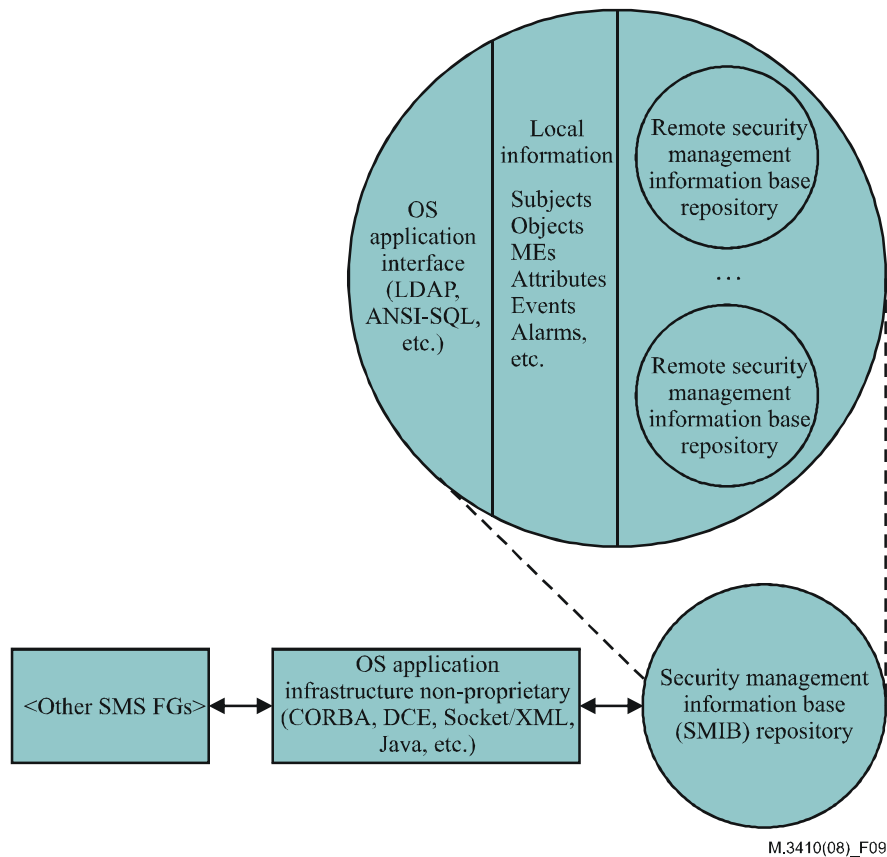 OS
application
interface
(LDAP,
ANSI-SQL,
etc.)
Local
information
Subjects
Objects
MEs
Attributes
Events
Alarms,
etc.
Remote security
management
information base
repository
...
Remote security
management
information base
repository
<Other SMS FGs>
OS application
infrastructure non-proprietary
(CORBA, DCE, Socket/XML,
Java, etc.)
Security management
information base
(SMIB) repository
M.3410(08)_F09